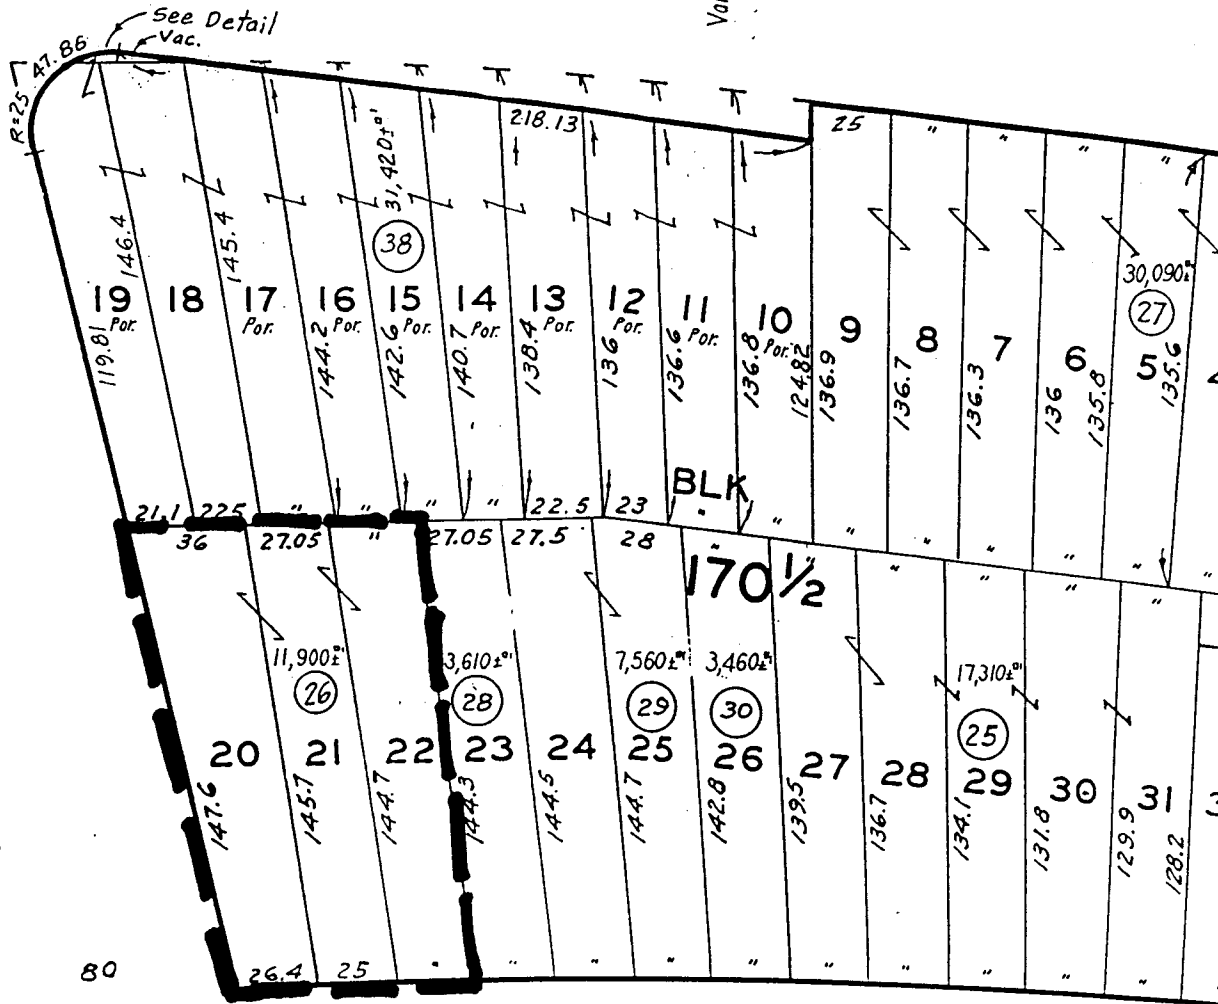 See Detail
Vac.
47.86
R=25
218.13
25 " " " "
31,420±
38
30,090±
27
146.4
145.4
19 18 17 16 15 14 13 12 11 10 9 8 7 6 5
Por. Por. Por. Por. Por. Por. Por. Por. Por.
119.81 144.2 142.6 140.7 138.4 136 136.6 136.8 124.82 136.9 136.7 136.3 136 135.8 135.6
BLK
21.1 22.5 " " " " 22.5 23 " " " " " " "
36 27.05 " 27.05 27.5 28 " " " " " "
170 1/2
11,900±
26
3,610±
28
7,560±
29
3,460±
30
17,310±
25
20 21 22 23 24 25 26 27 28 29 30 31
147.6 145.7 144.7 144.3 144.5 144.7 142.8 139.5 136.7 134.1 131.8 129.9 128.2
80
26.4 25 " " " " " " " " "